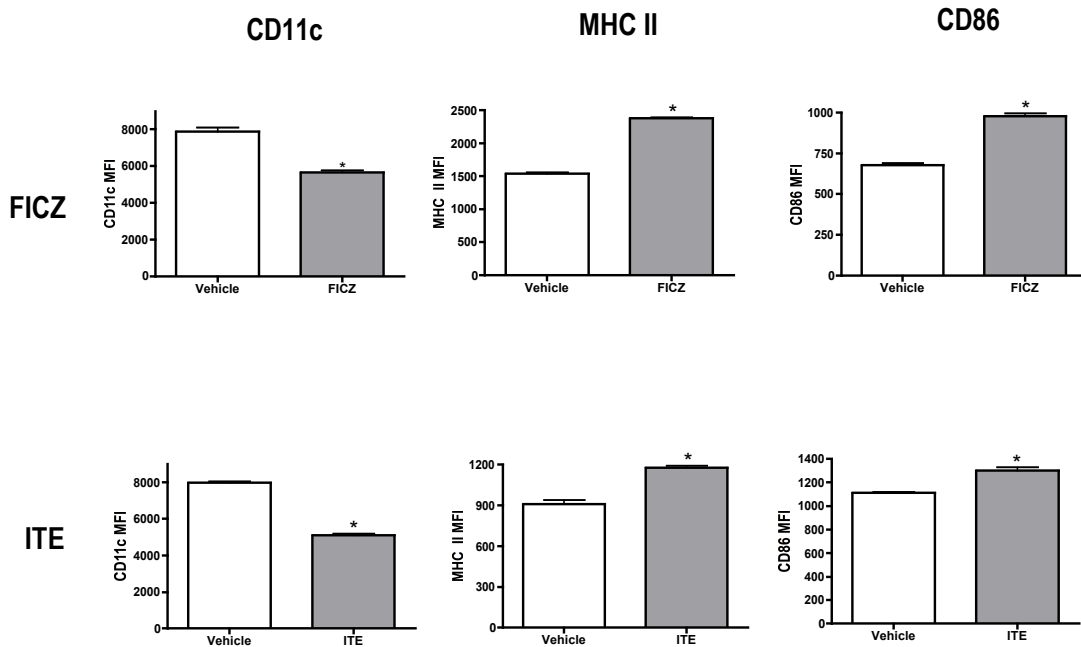 CD11c
MHC II
CD86
FICZ
CD11c MFI
8000
6000
4000
2000
0
*
Vehicle
FICZ
MHC II MFI
2500
2000
1500
1000
500
0
*
Vehicle
FICZ
CD86 MFI
1000
750
500
250
0
*
Vehicle
FICZ
ITE
CD11c MFI
8000
6000
4000
2000
0
*
Vehicle
ITE
MHC II MFI
1200
900
600
300
0
*
Vehicle
ITE
CD86 MFI
1400
1200
1000
800
600
400
200
0
*
Vehicle
ITE